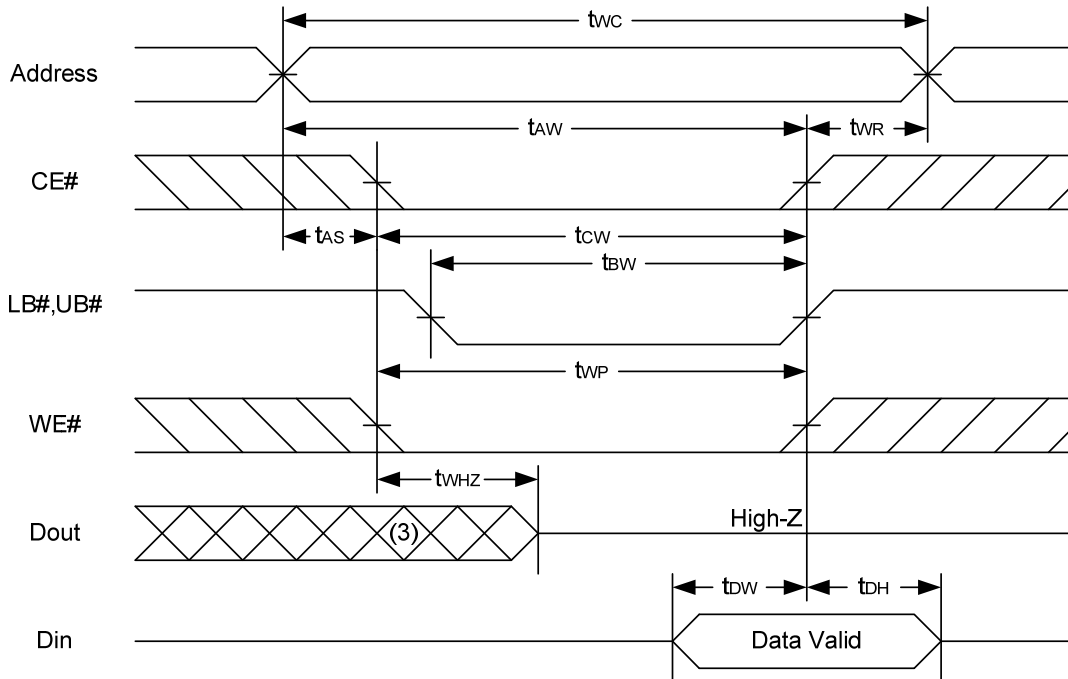 tWC
Address
tAW
tWR
CE#
tAS
tCW
tBW
LB#,UB#
tWP
WE#
tWHZ
Dout
(3)
High-Z
tDW
tDH
Din
Data Valid